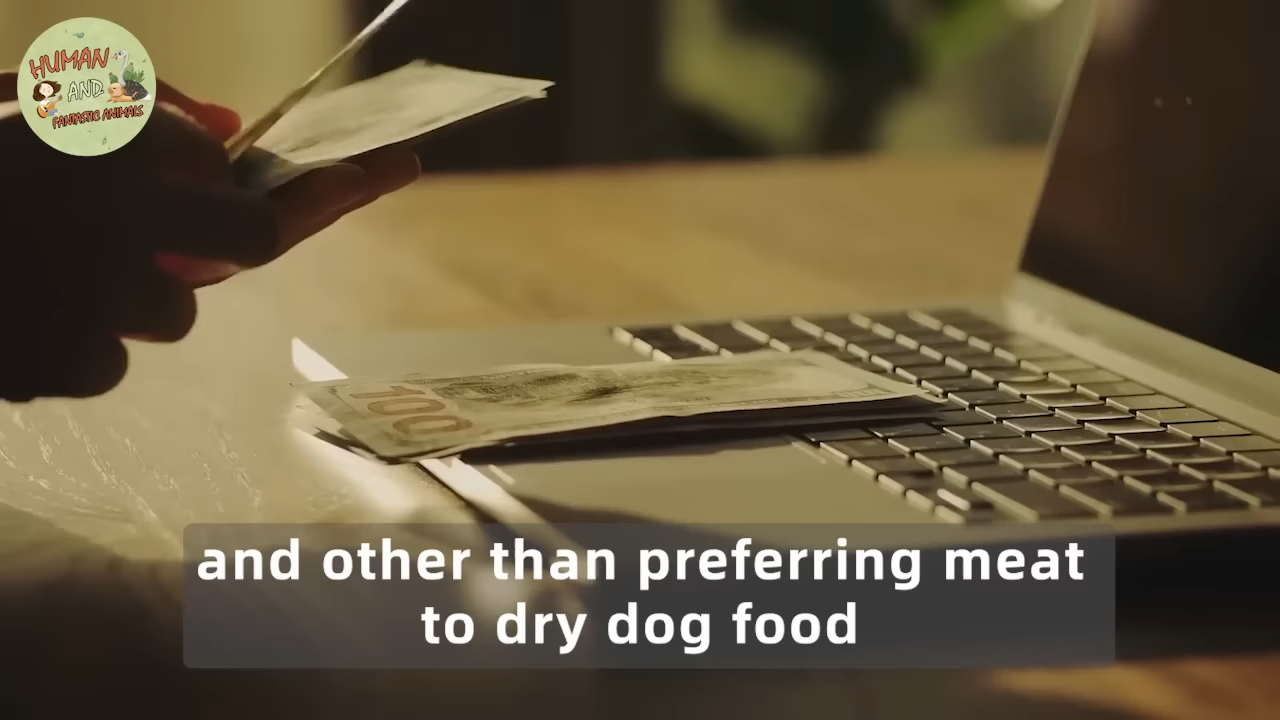 HUMAN
AND
FANTASTIC ANIMALS
100
and other than preferring meat
to dry dog food